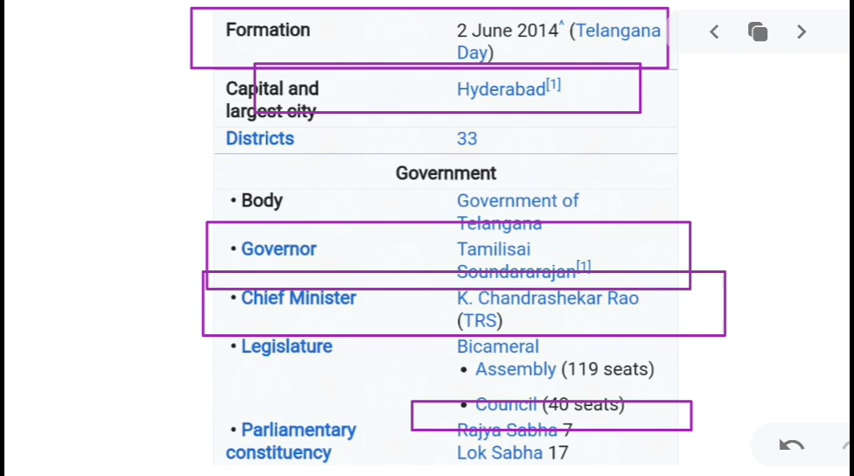 Formation 2 June 2014^ (Telangana
Day)
Capital and Hyderabad[1]
largest city
Districts 33
Government
• Body Government of
Telangana
• Governor Tamilisai
Soundararajan[1]
• Chief Minister K. Chandrashekar Rao
(TRS)
• Legislature Bicameral
• Assembly (119 seats)
• Council (40 seats)
• Parliamentary Rajya Sabha 7
constituency Lok Sabha 17